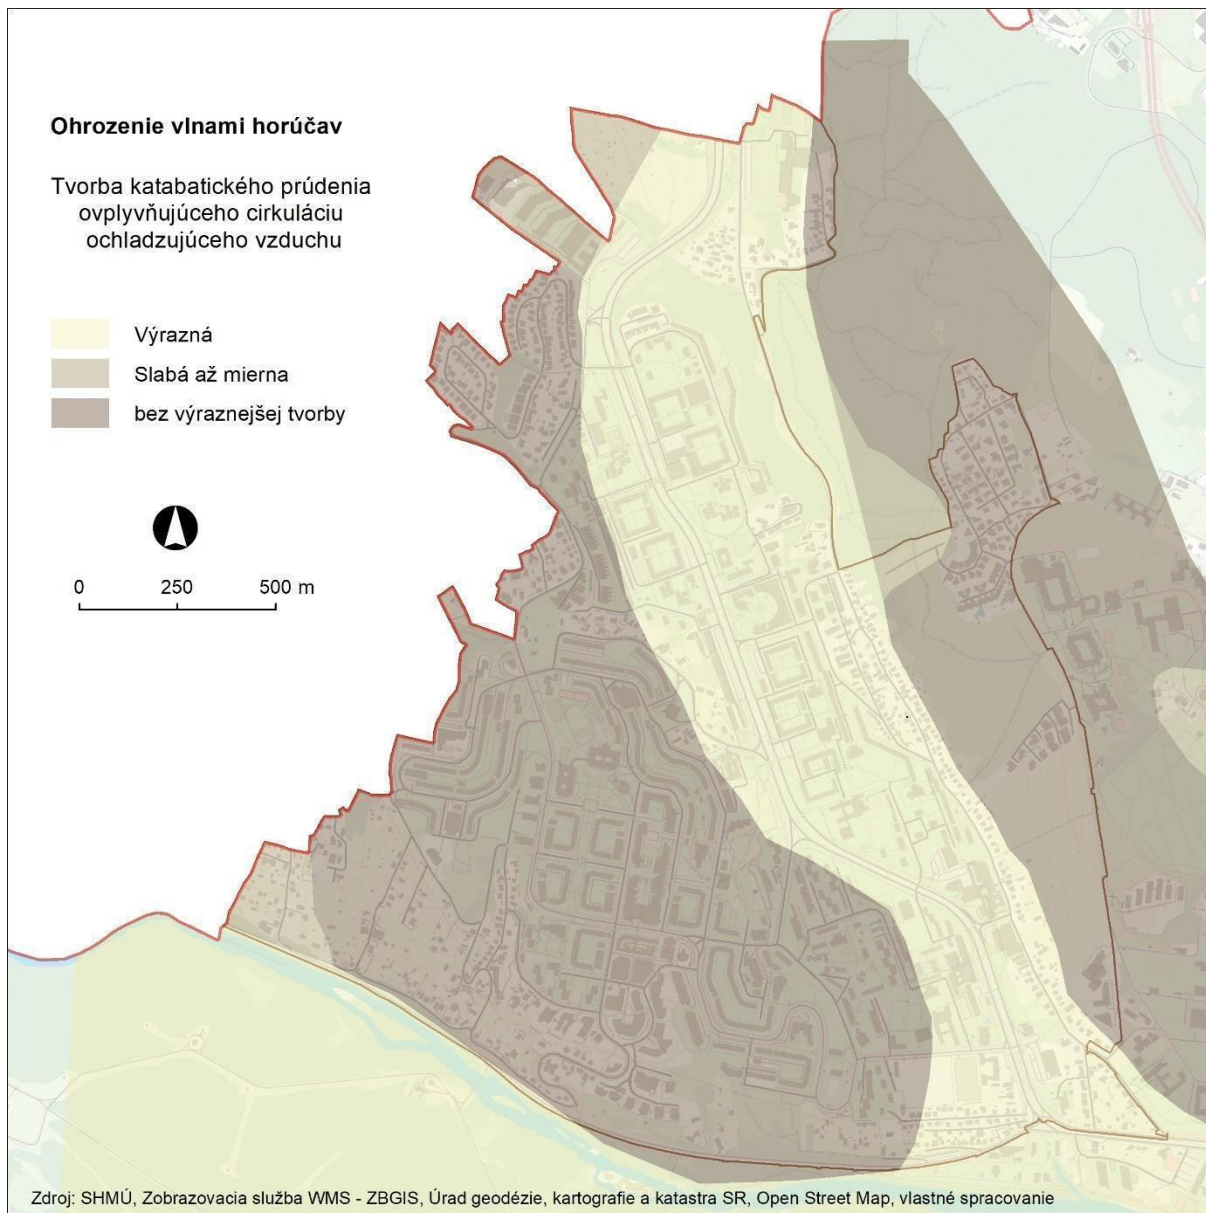 Ohrozenie vlnami horúčav
Tvorba katabatického prúdenia
ovplyvňujúceho cirkuláciu
ochladzujúceho vzduchu
Výrazná
Slabá až mierna
bez výraznejšej tvorby
0 250 500 m
Zdroj: SHMÚ, Zobrazovacia služba WMS - ZBGIS, Úrad geodézie, kartografie a katastra SR, Open Street Map, vlastné spracovanie